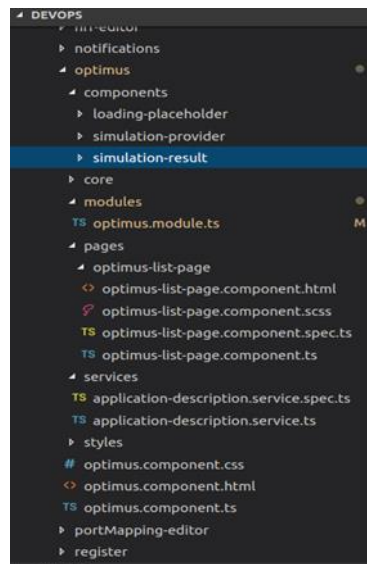 DEVOPS
nff-editor
notifications
optimus
components
loading-placeholder
simulation-provider
simulation-result
core
modules
TS optimus.module.ts M
pages
optimus-list-page
<> optimus-list-page.component.html
optimus-list-page.component.scss
TS optimus-list-page.component.spec.ts
TS optimus-list-page.component.ts
services
TS application-description.service.spec.ts
TS application-description.service.ts
styles
# optimus.component.css
<> optimus.component.html
TS optimus.component.ts
portMapping-editor
register